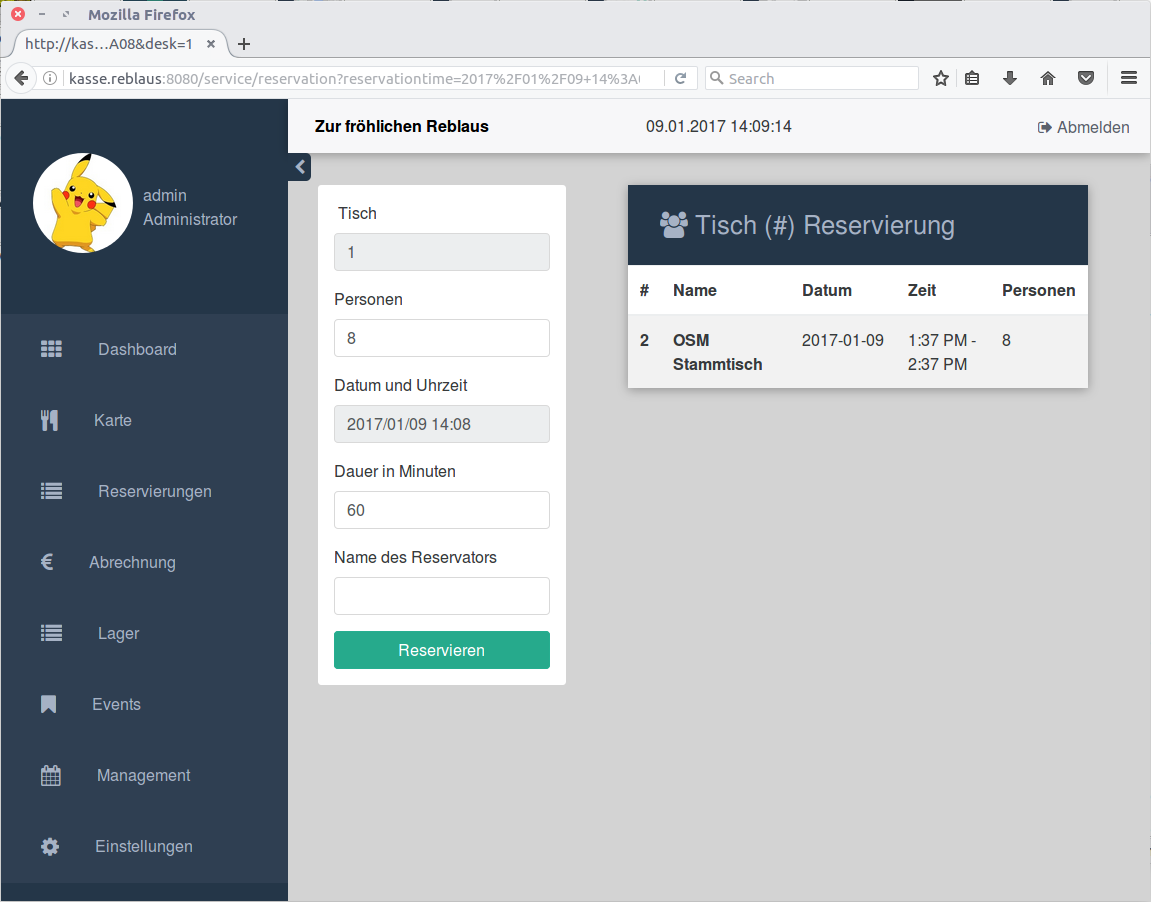 Mozilla Firefox
http://kas…A08&desk=1
kasse.reblaus:8080/service/reservation?reservationtime=2017%2F01%2F09+14%3A
Search
Zur fröhlichen Reblaus
09.01.2017 14:09:14
Abmelden
admin
Administrator
Dashboard
Karte
Reservierungen
Abrechnung
Lager
Events
Management
Einstellungen
Tisch
1
Personen
8
Datum und Uhrzeit
2017/01/09 14:08
Dauer in Minuten
60
Name des Reservators
Reservieren
Tisch (#) Reservierung
# Name Datum Zeit Personen
2 OSM 2017-01-09 1:37 PM - 8
Stammtisch 2:37 PM